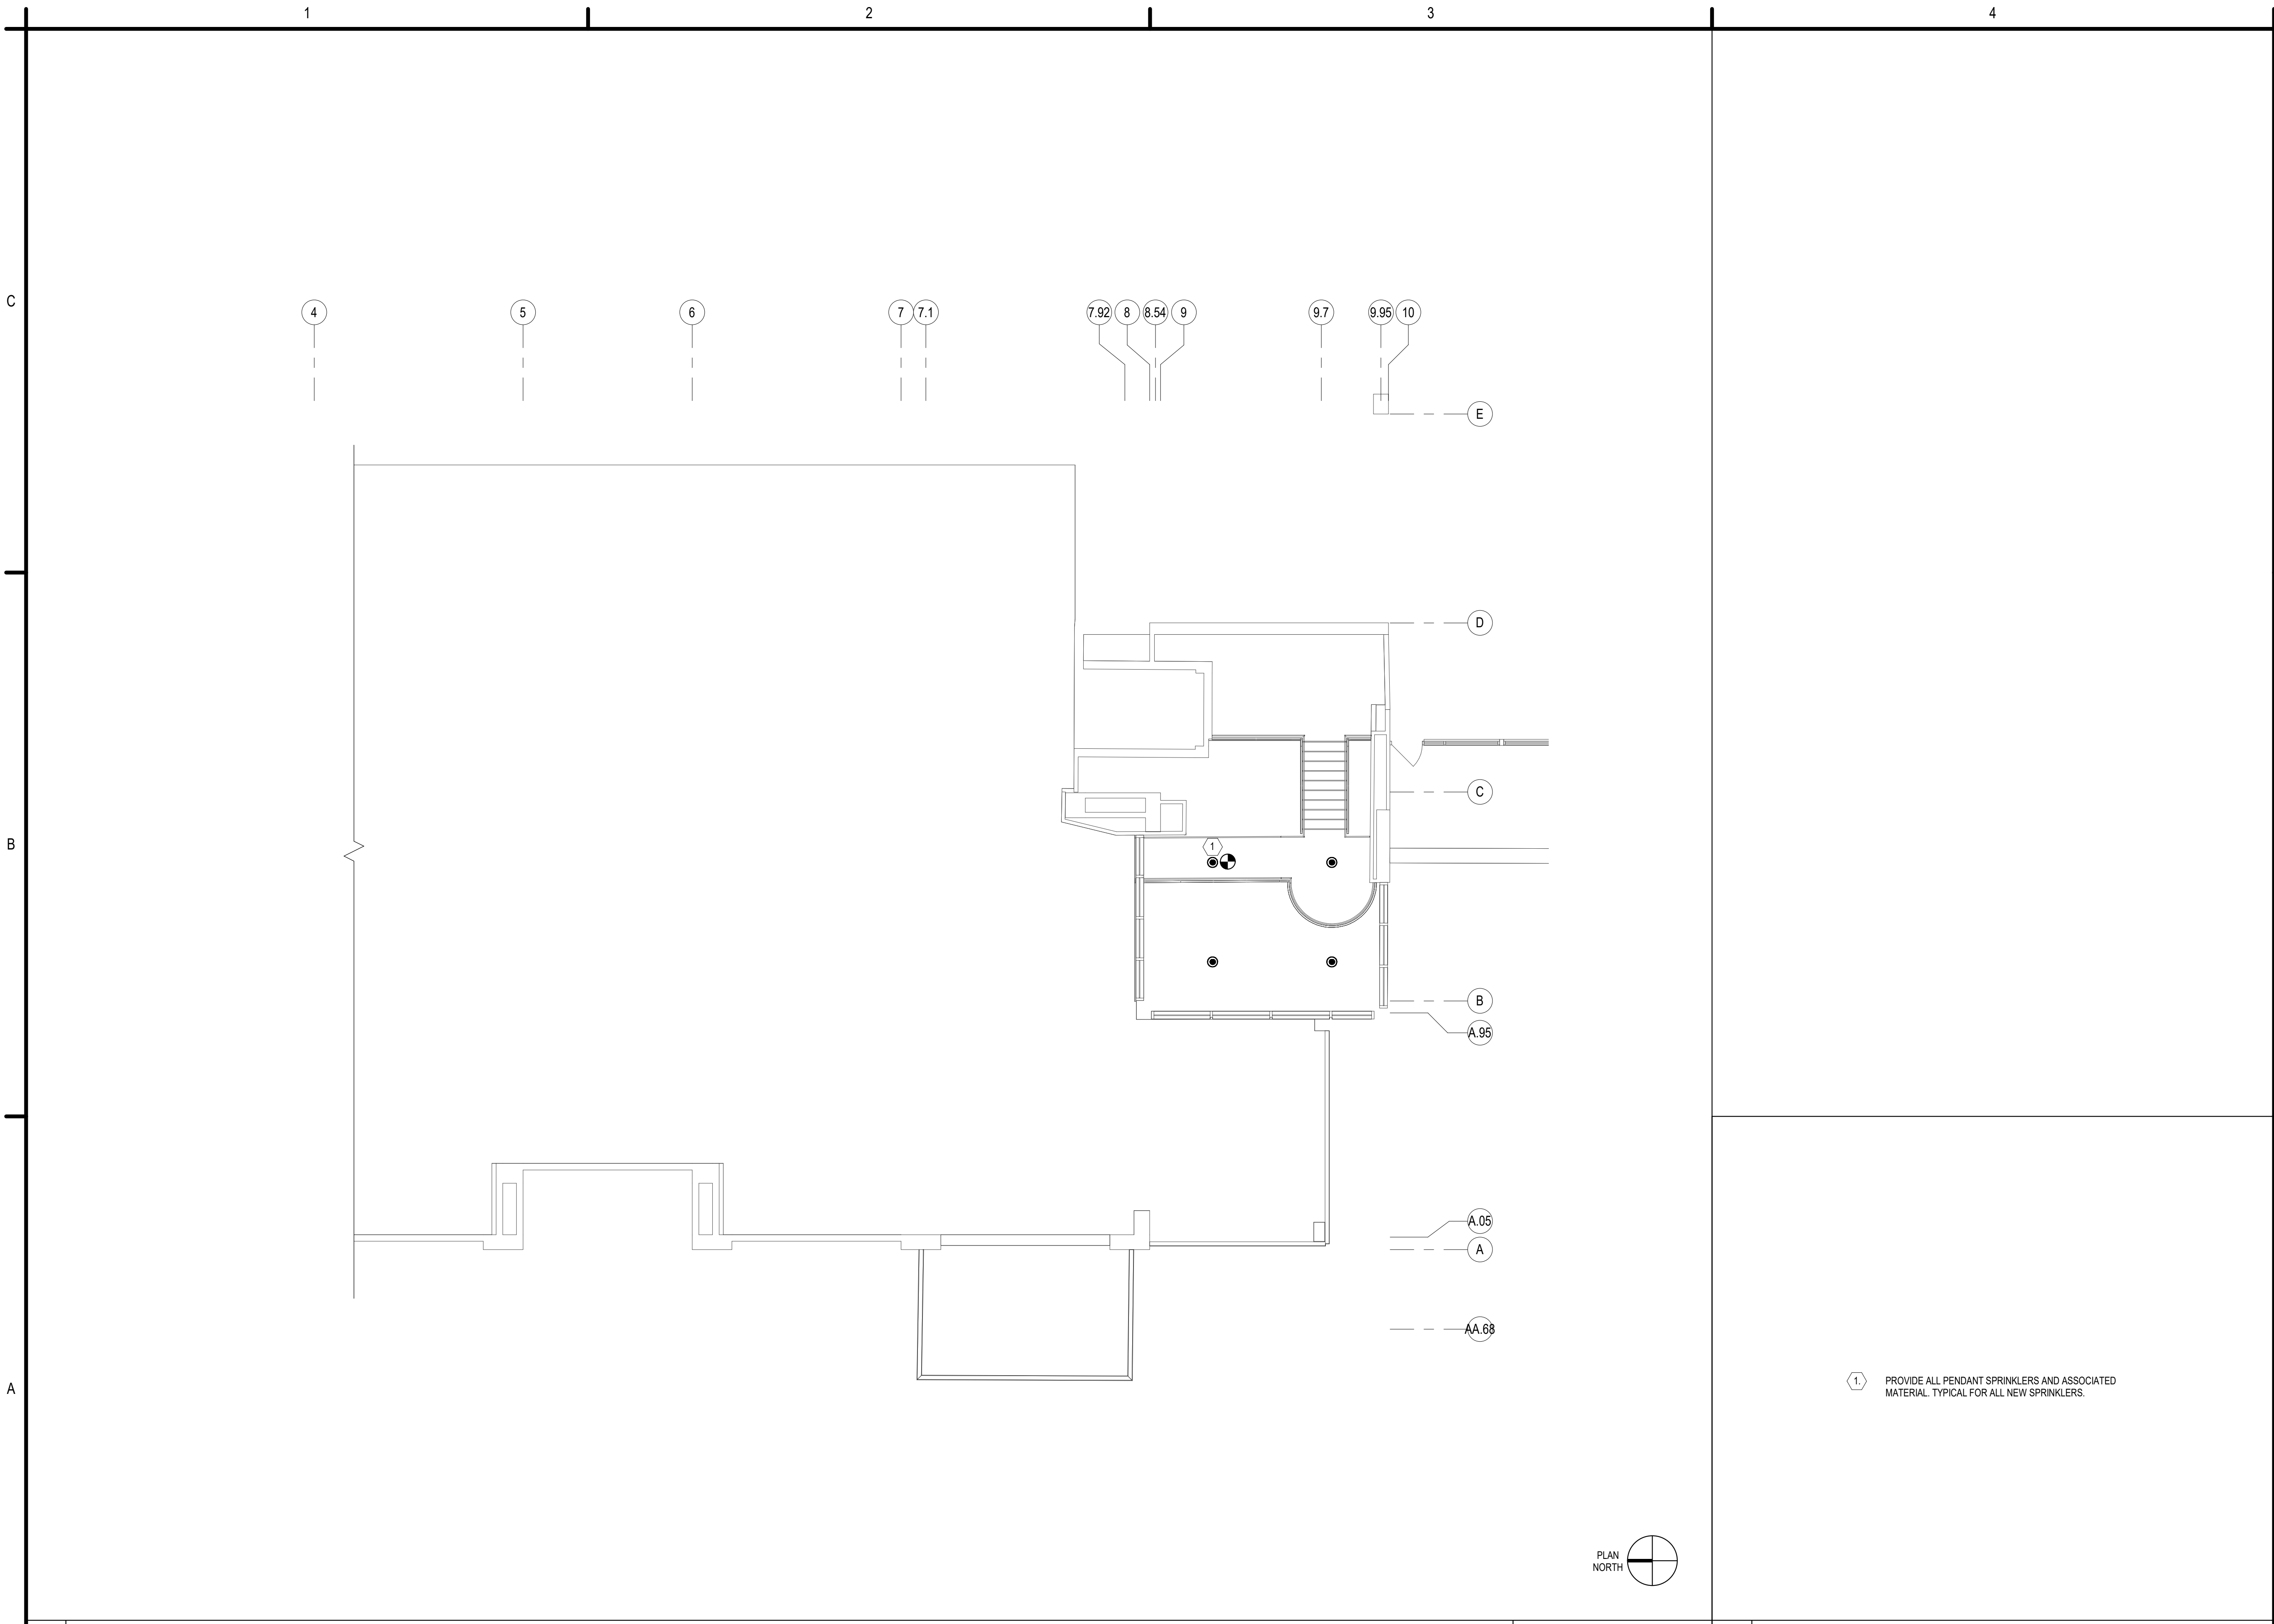 1 2 3 4
C
4 5 6 7 7.1 7.92 8 8.54 9 9.7 9.95 10
E
D
C
B
1
B
A.95
A.05
A
AA.68
A
1. PROVIDE ALL PENDANT SPRINKLERS AND ASSOCIATED
MATERIAL. TYPICAL FOR ALL NEW SPRINKLERS.
PLAN
NORTH